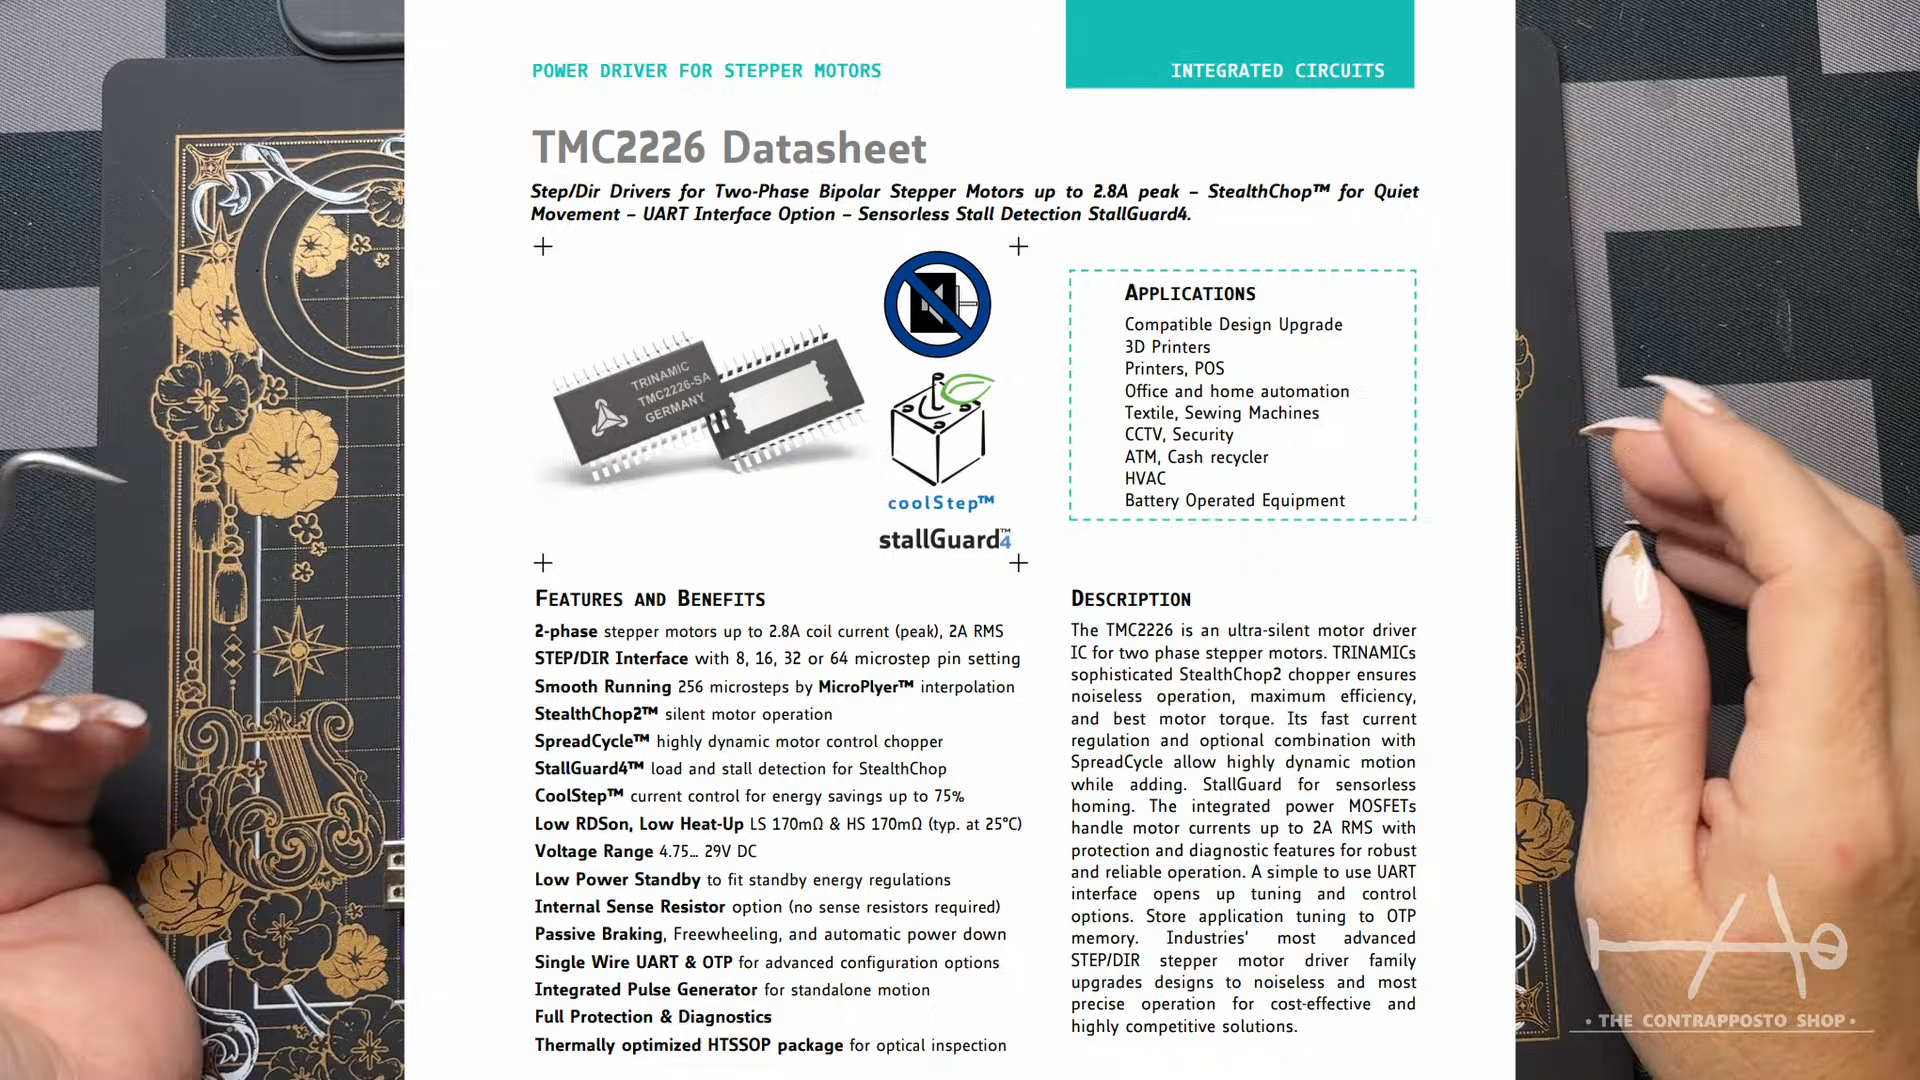 POWER DRIVER FOR STEPPER MOTORS
INTEGRATED CIRCUITS
TMC2226 Datasheet
Step/Dir Drivers for Two-Phase Bipolar Stepper Motors up to 2.8A peak – StealthChop™ for Quiet
Movement – UART Interface Option – Sensorless Stall Detection StallGuard4.
TRINAMIC
TMC2226-SA
GERMANY
coolStep™
stallGuard4™
APPLICATIONS
Compatible Design Upgrade
3D Printers
Printers, POS
Office and home automation
Textile, Sewing Machines
CCTV, Security
ATM, Cash recycler
HVAC
Battery Operated Equipment
FEATURES AND BENEFITS
2-phase stepper motors up to 2.8A coil current (peak), 2A RMS
STEP/DIR Interface with 8, 16, 32 or 64 microstep pin setting
Smooth Running 256 microsteps by MicroPlyer™ interpolation
StealthChop2™ silent motor operation
SpreadCycle™ highly dynamic motor control chopper
StallGuard4™ load and stall detection for StealthChop
CoolStep™ current control for energy savings up to 75%
Low RDSon, Low Heat-Up LS 170mΩ & HS 170mΩ (typ. at 25°C)
Voltage Range 4.75… 29V DC
Low Power Standby to fit standby energy regulations
Internal Sense Resistor option (no sense resistors required)
Passive Braking, Freewheeling, and automatic power down
Single Wire UART & OTP for advanced configuration options
Integrated Pulse Generator for standalone motion
Full Protection & Diagnostics
Thermally optimized HTSSOP package for optical inspection
DESCRIPTION
The TMC2226 is an ultra-silent motor driver
IC for two phase stepper motors. TRINAMICs
sophisticated StealthChop2 chopper ensures
noiseless operation, maximum efficiency,
and best motor torque. Its fast current
regulation and optional combination with
SpreadCycle allow highly dynamic motion
while adding. StallGuard for sensorless
homing. The integrated power MOSFETs
handle motor currents up to 2A RMS with
protection and diagnostic features for robust
and reliable operation. A simple to use UART
interface opens up tuning and control
options. Store application tuning to OTP
memory. Industries' most advanced
STEP/DIR stepper motor driver family
upgrades designs to noiseless and most
precise operation for cost-effective and
highly competitive solutions.
• THE CONTRAPPOSTO SHOP •